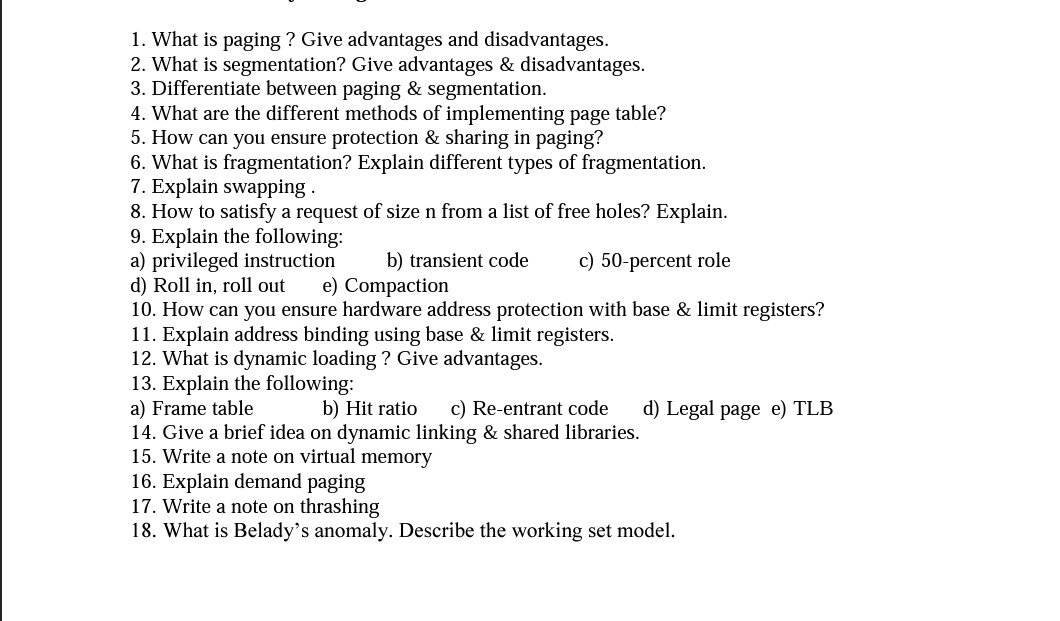 1. What is paging ? Give advantages and disadvantages.
2. What is segmentation? Give advantages & disadvantages.
3. Differentiate between paging & segmentation.
4. What are the different methods of implementing page table?
5. How can you ensure protection & sharing in paging?
6. What is fragmentation? Explain different types of fragmentation.
7. Explain swapping .
8. How to satisfy a request of size n from a list of free holes? Explain.
9. Explain the following:
a) privileged instruction b) transient code c) 50-percent role
d) Roll in, roll out e) Compaction
10. How can you ensure hardware address protection with base & limit registers?
11. Explain address binding using base & limit registers.
12. What is dynamic loading ? Give advantages.
13. Explain the following:
a) Frame table b) Hit ratio c) Re-entrant code d) Legal page e) TLB
14. Give a brief idea on dynamic linking & shared libraries.
15. Write a note on virtual memory
16. Explain demand paging
17. Write a note on thrashing
18. What is Belady’s anomaly. Describe the working set model.